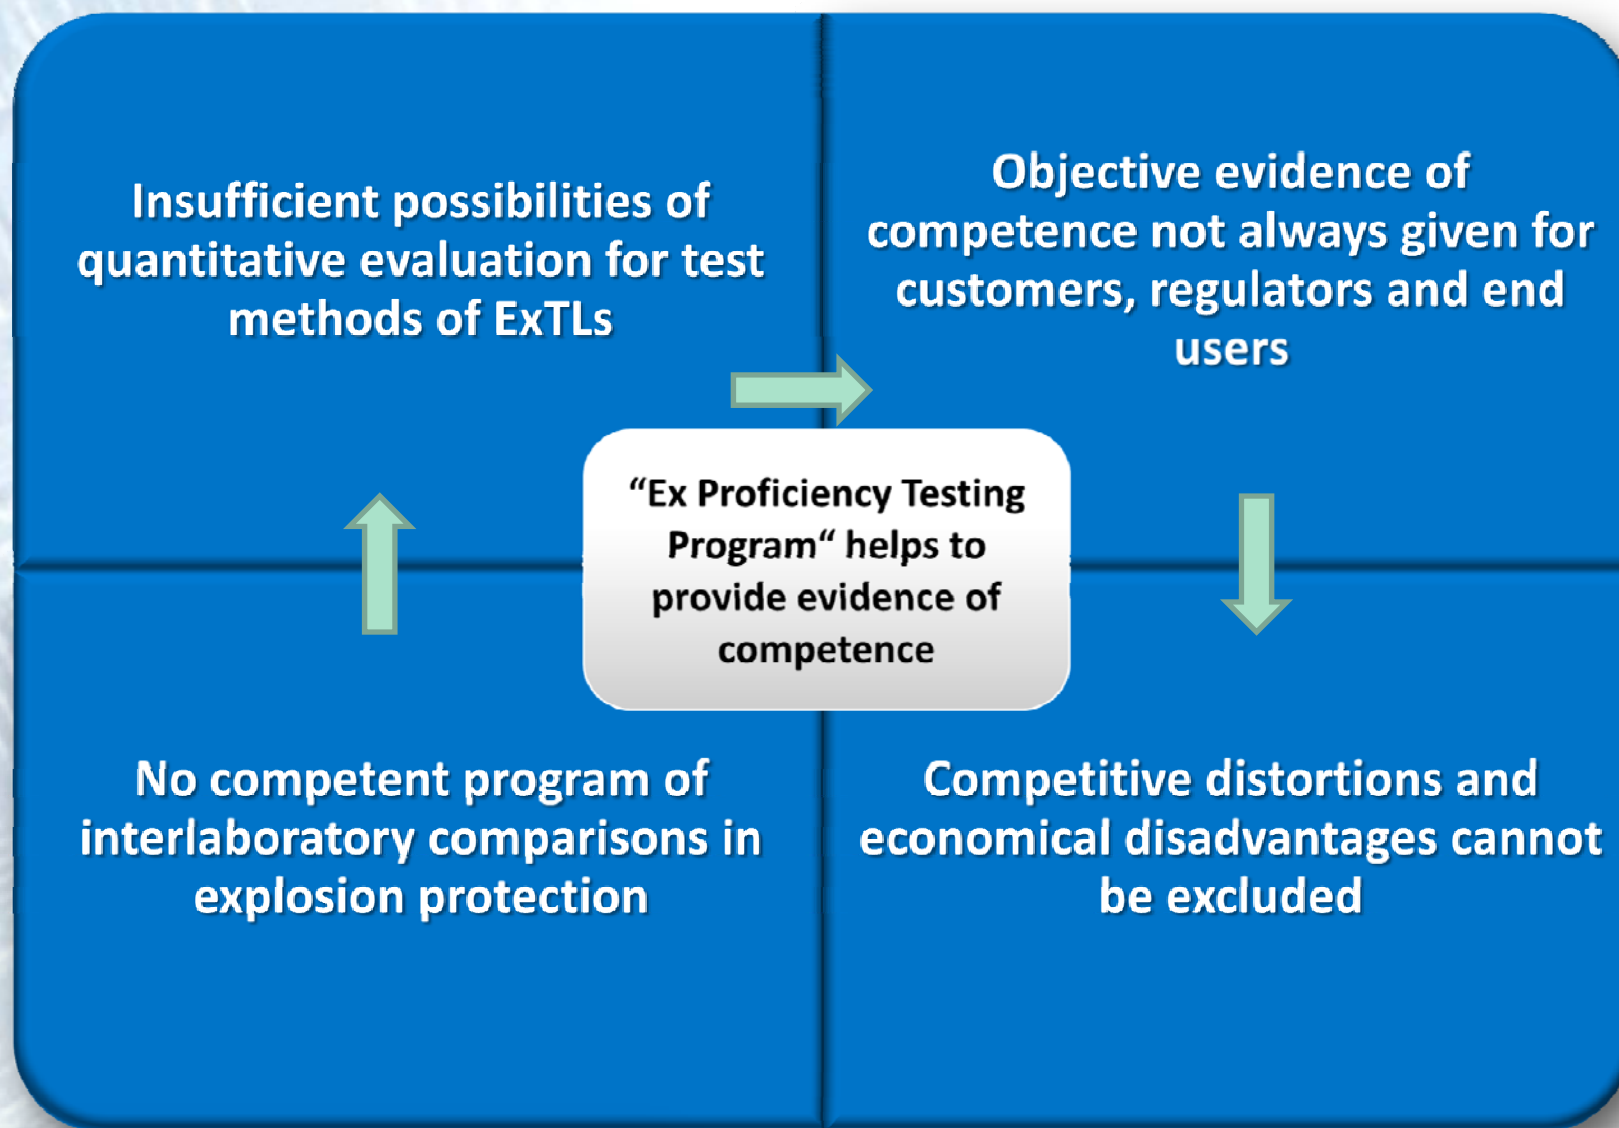 Insufficient possibilities of
quantitative evaluation for test
methods of ExTLs
Objective evidence of
competence not always given for
customers, regulators and end
users
“Ex Proficiency Testing
Program“ helps to
provide evidence of
competence
No competent program of
interlaboratory comparisons in
explosion protection
Competitive distortions and
economical disadvantages cannot
be excluded